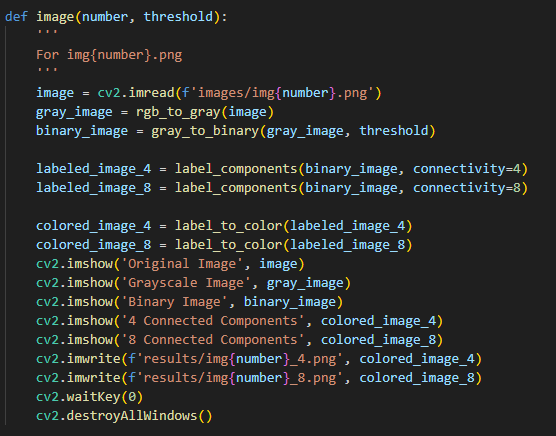 def image(number, threshold):
    '''
    For img{number}.png
    '''
    image = cv2.imread(f'images/img{number}.png')
    gray_image = rgb_to_gray(image)
    binary_image = gray_to_binary(gray_image, threshold)

    labeled_image_4 = label_components(binary_image, connectivity=4)
    labeled_image_8 = label_components(binary_image, connectivity=8)

    colored_image_4 = label_to_color(labeled_image_4)
    colored_image_8 = label_to_color(labeled_image_8)
    cv2.imshow('Original Image', image)
    cv2.imshow('Grayscale Image', gray_image)
    cv2.imshow('Binary Image', binary_image)
    cv2.imshow('4 Connected Components', colored_image_4)
    cv2.imshow('8 Connected Components', colored_image_8)
    cv2.imwrite(f'results/img{number}_4.png', colored_image_4)
    cv2.imwrite(f'results/img{number}_8.png', colored_image_8)
    cv2.waitKey(0)
    cv2.destroyAllWindows()